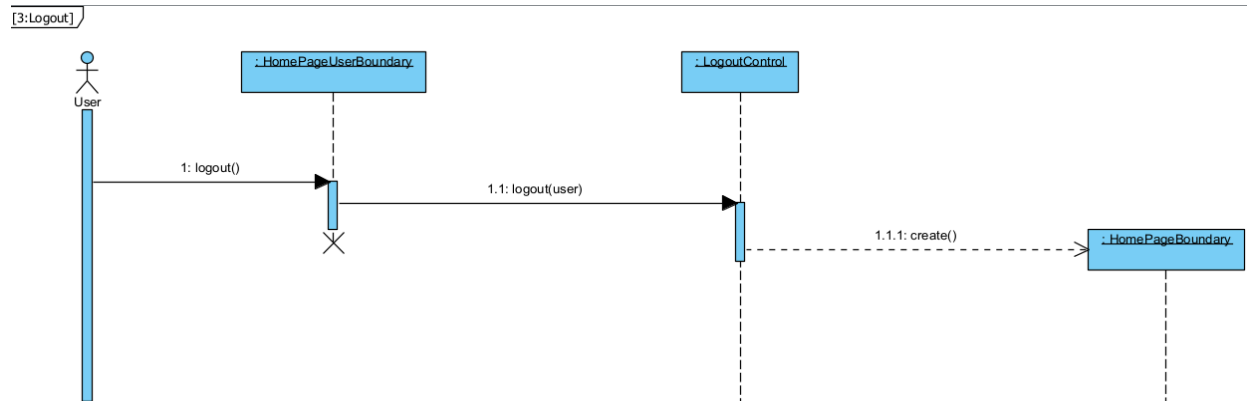 [3:Logout]
: HomePageUserBoundary
: LogoutControl
User
1: logout()
1.1: logout(user)
1.1.1: create()
: HomePageBoundary